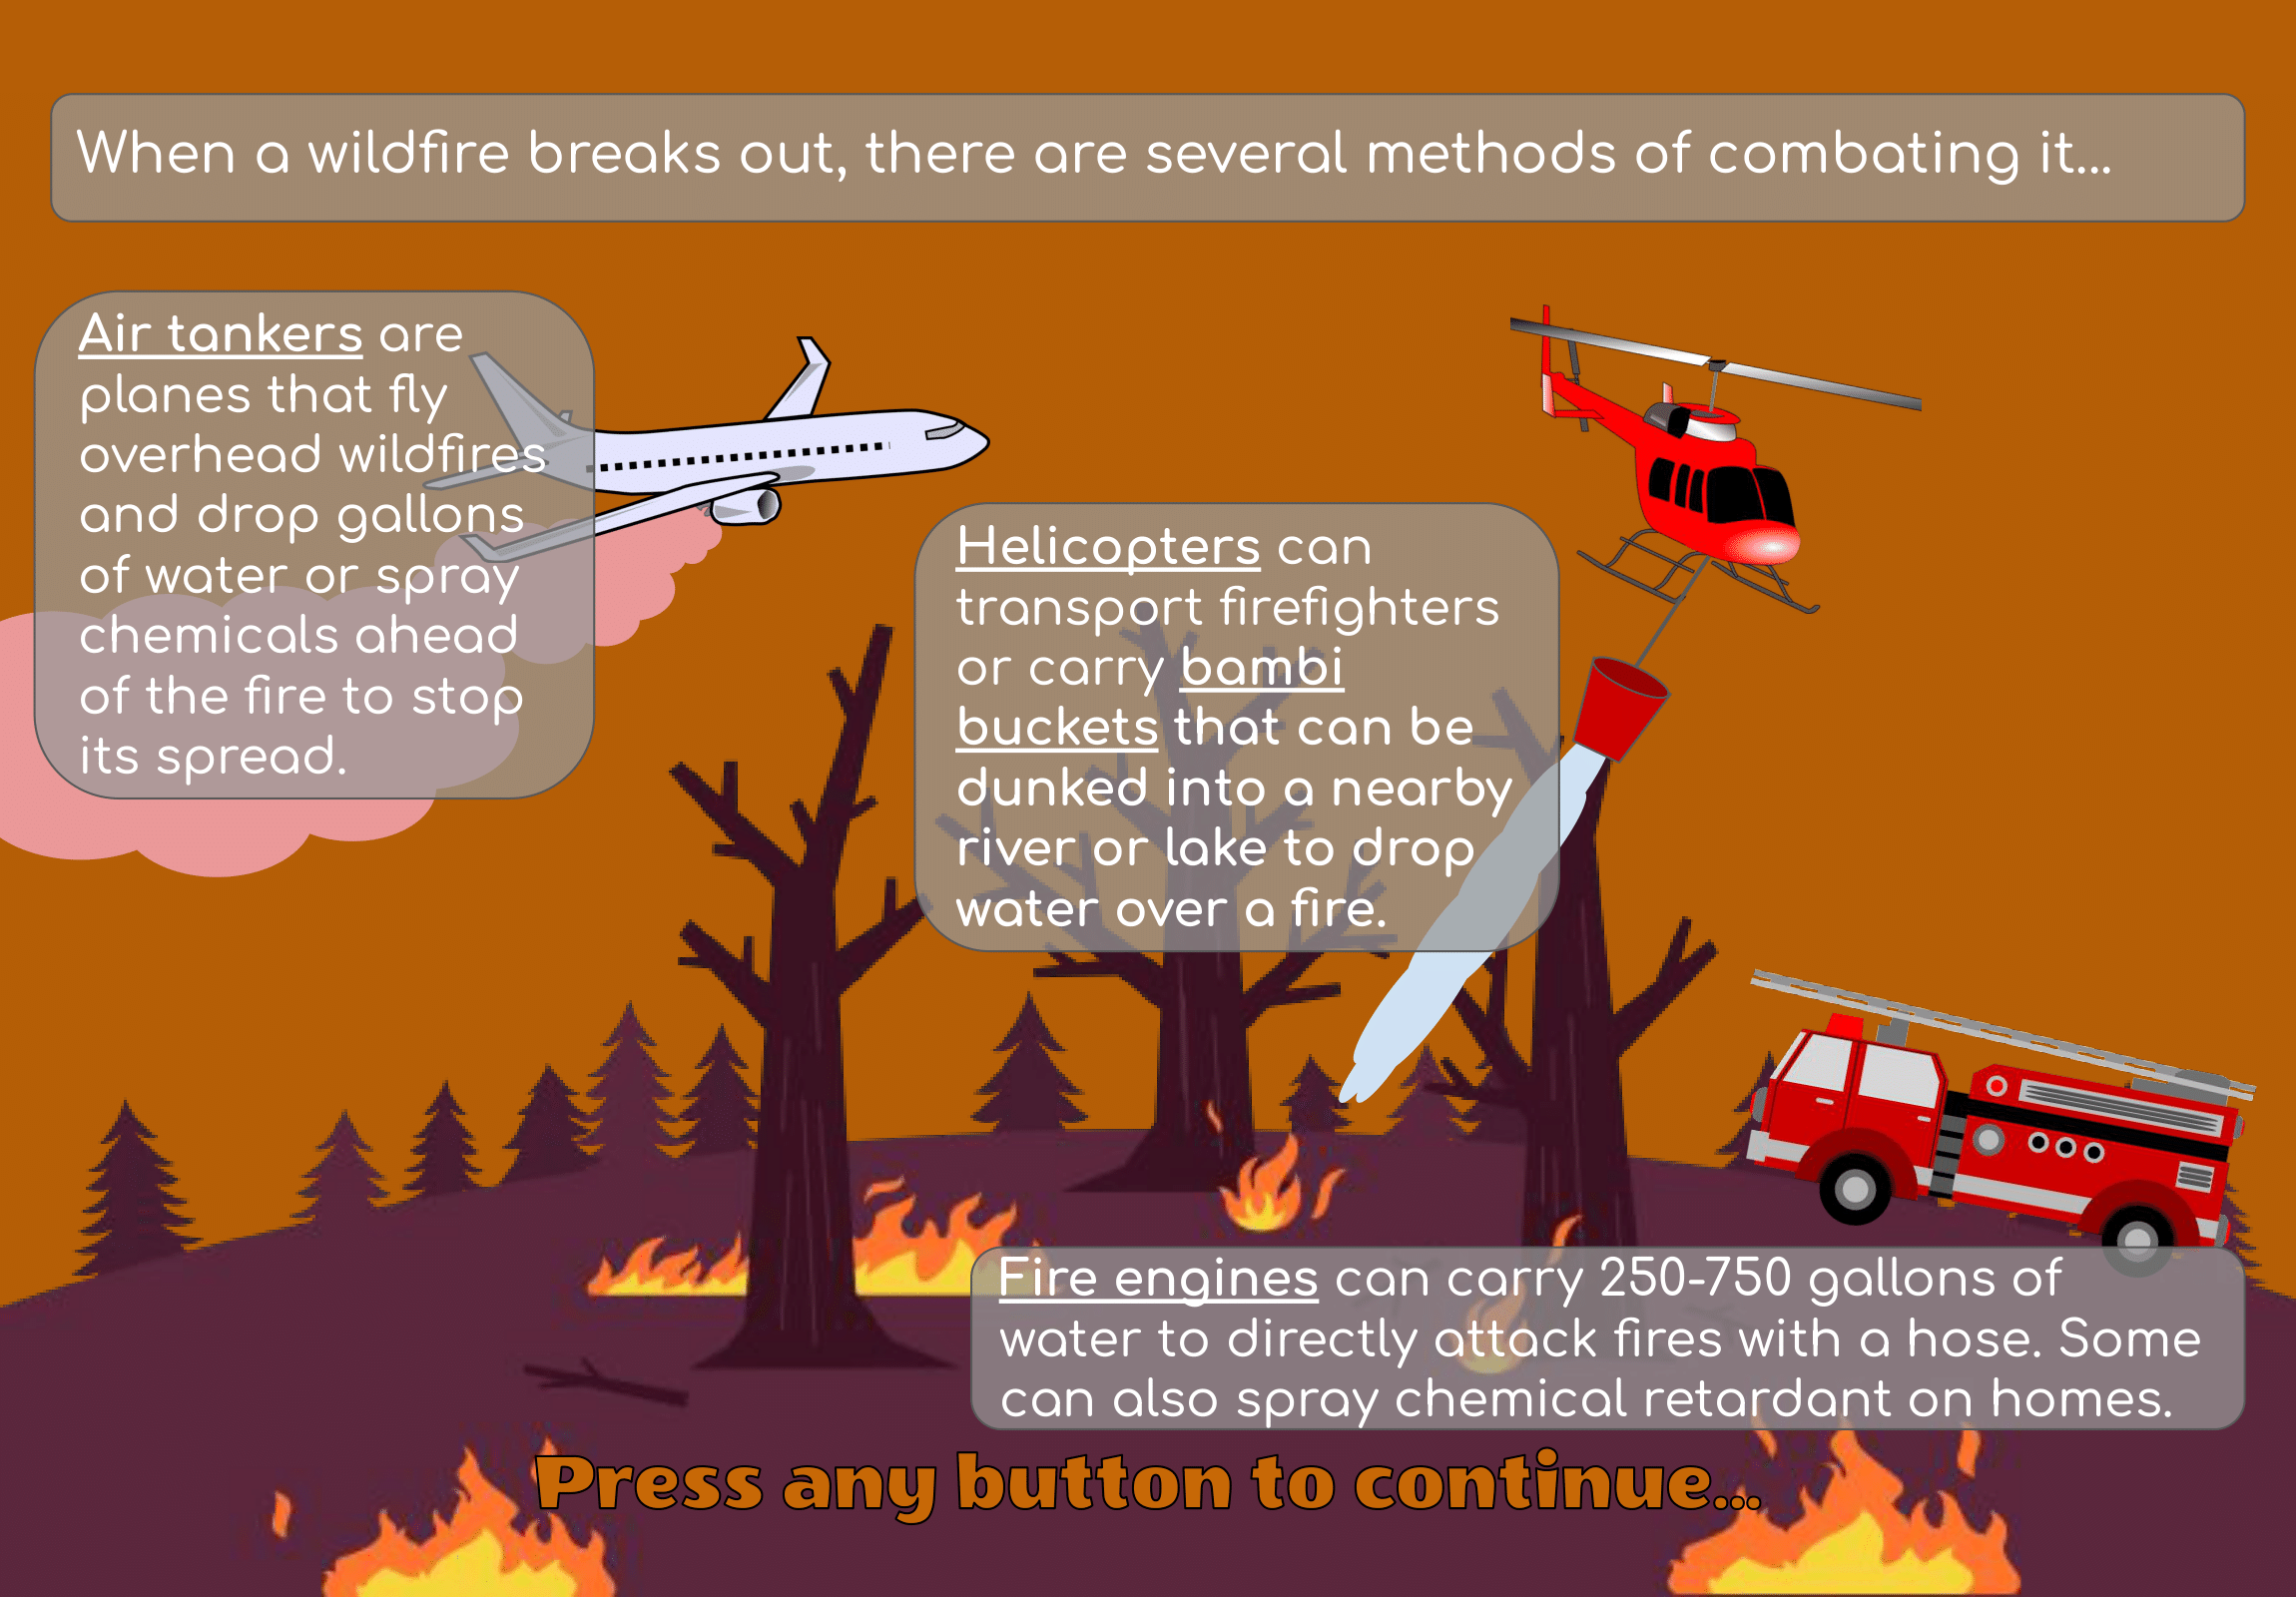 When a wildfire breaks out, there are several methods of combating it...
Air tankers are
planes that fly
overhead wildfires
and drop gallons
of water or spray
chemicals ahead
of the fire to stop
its spread.
Helicopters can
transport firefighters
or carry bambi
buckets that can be
dunked into a nearby
river or lake to drop
water over a fire.
Fire engines can carry 250-750 gallons of
water to directly attack fires with a hose. Some
can also spray chemical retardant on homes.
Press any button to continue...